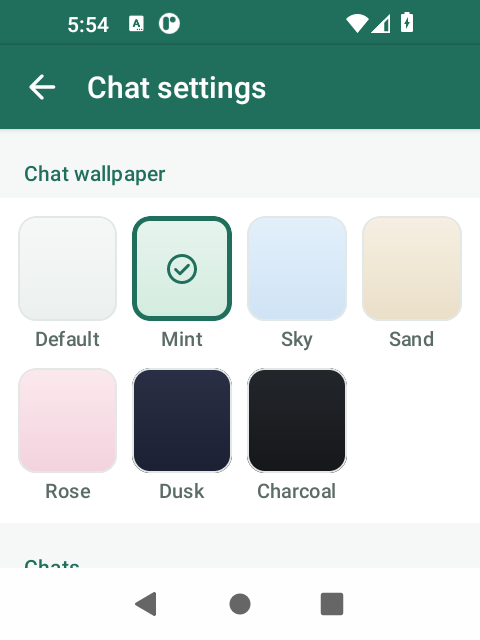 5:54
Chat settings
Chat wallpaper
Default
Mint
Sky
Sand
Rose
Dusk
Charcoal
Chats